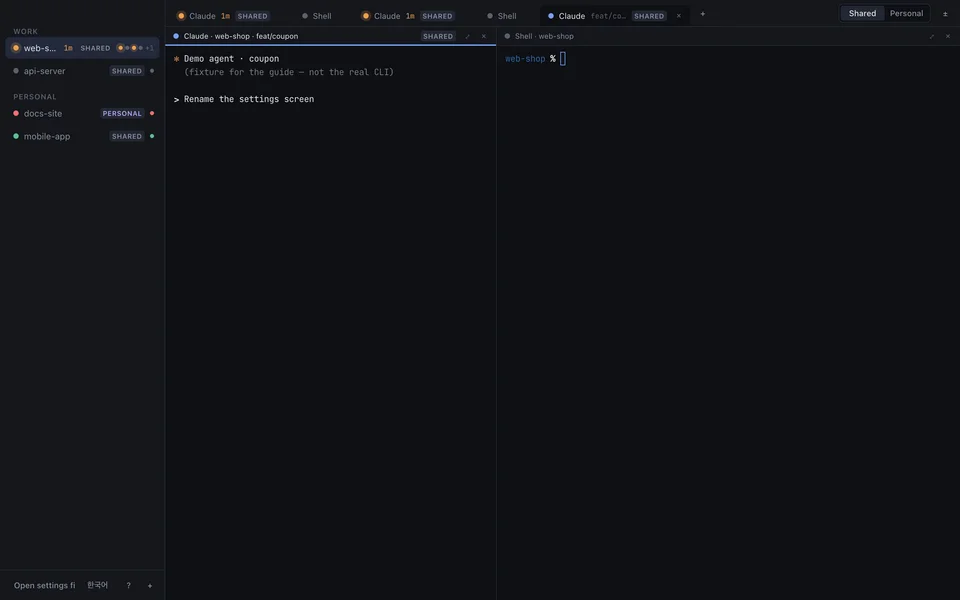 WORK
web-s... 1m SHARED +1
api-server SHARED
PERSONAL
docs-site PERSONAL
mobile-app SHARED
Open settings fi 한국어 ? +
Claude 1m SHARED Shell Claude 1m SHARED Shell Claude feat/co... SHARED × +
Shared Personal ±
Claude · web-shop · feat/coupon SHARED ×
✻ Demo agent · coupon
(fixture for the guide — not the real CLI)
> Rename the settings screen
Shell · web-shop ×
web-shop %